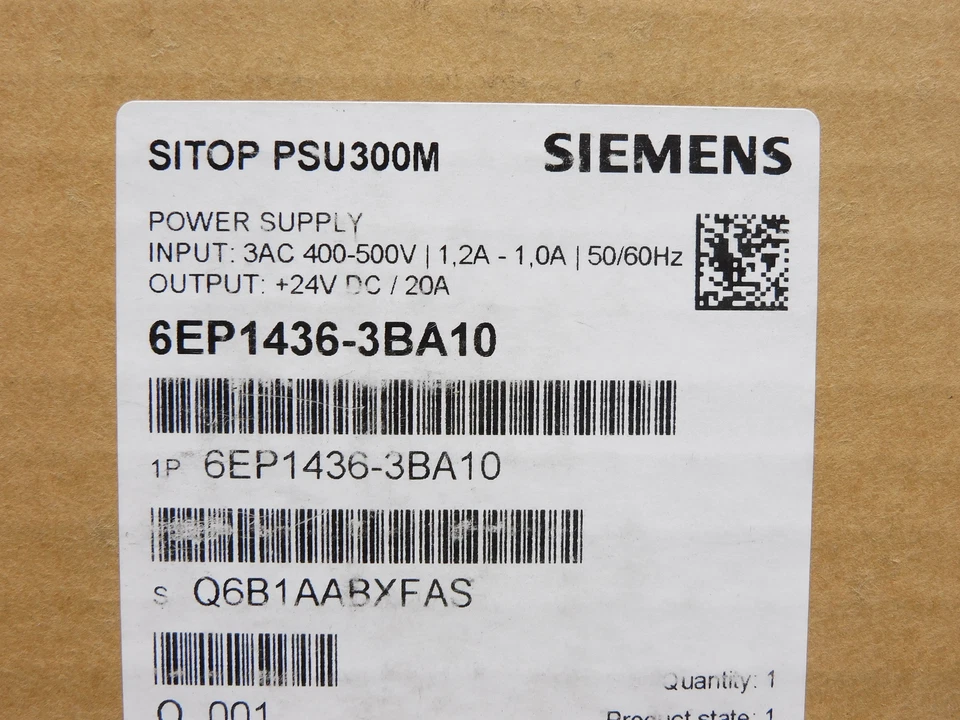 SITOP PSU300M
SIEMENS
POWER SUPPLY
INPUT: 3AC 400-500V | 1,2A - 1,0A | 50/60Hz
OUTPUT: +24V DC / 20A
6EP1436-3BA10
1P 6EP1436-3BA10
S Q6B1AABXFAS
Quantity: 1
Q 001
Product state: 1